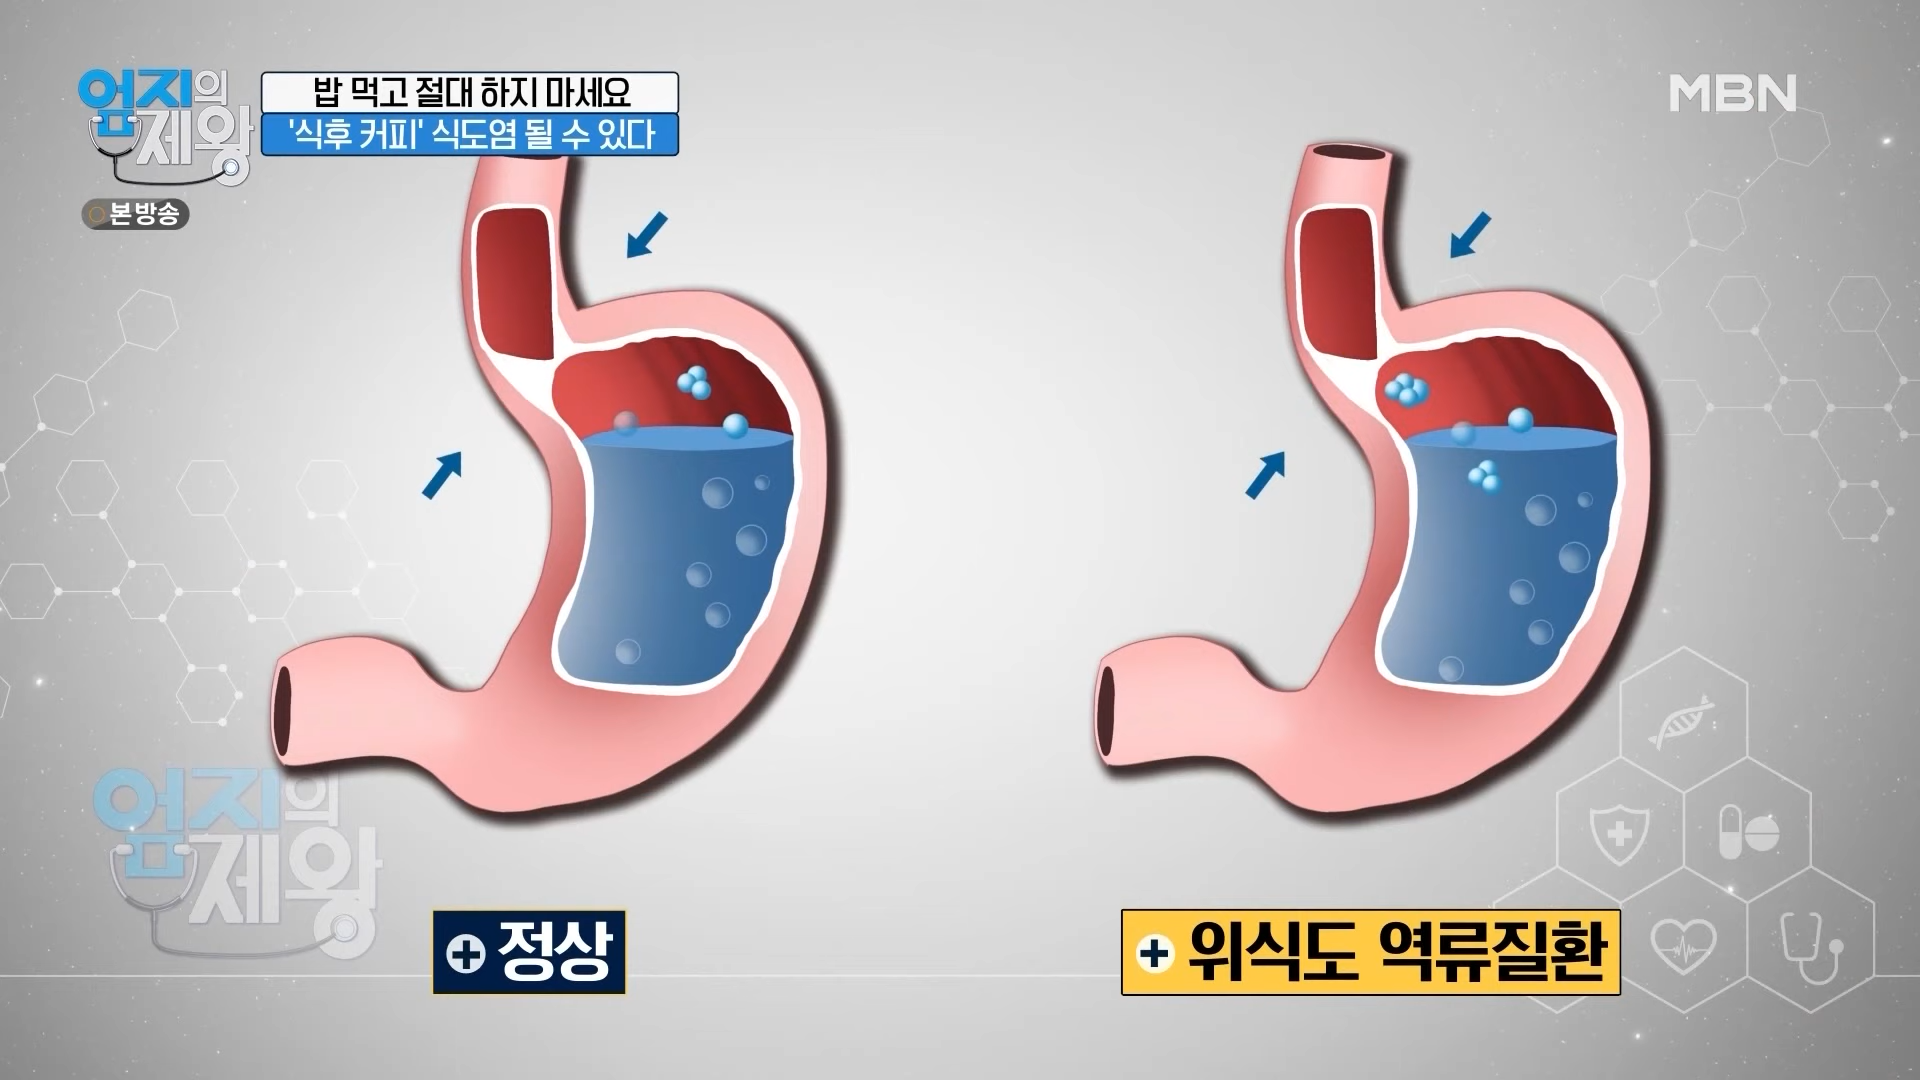 엄지의
제왕
밥 먹고 절대 하지 마세요
'식후 커피' 식도염 될 수 있다
본방송
MBN
엄지의
제왕
정상
위식도 역류질환